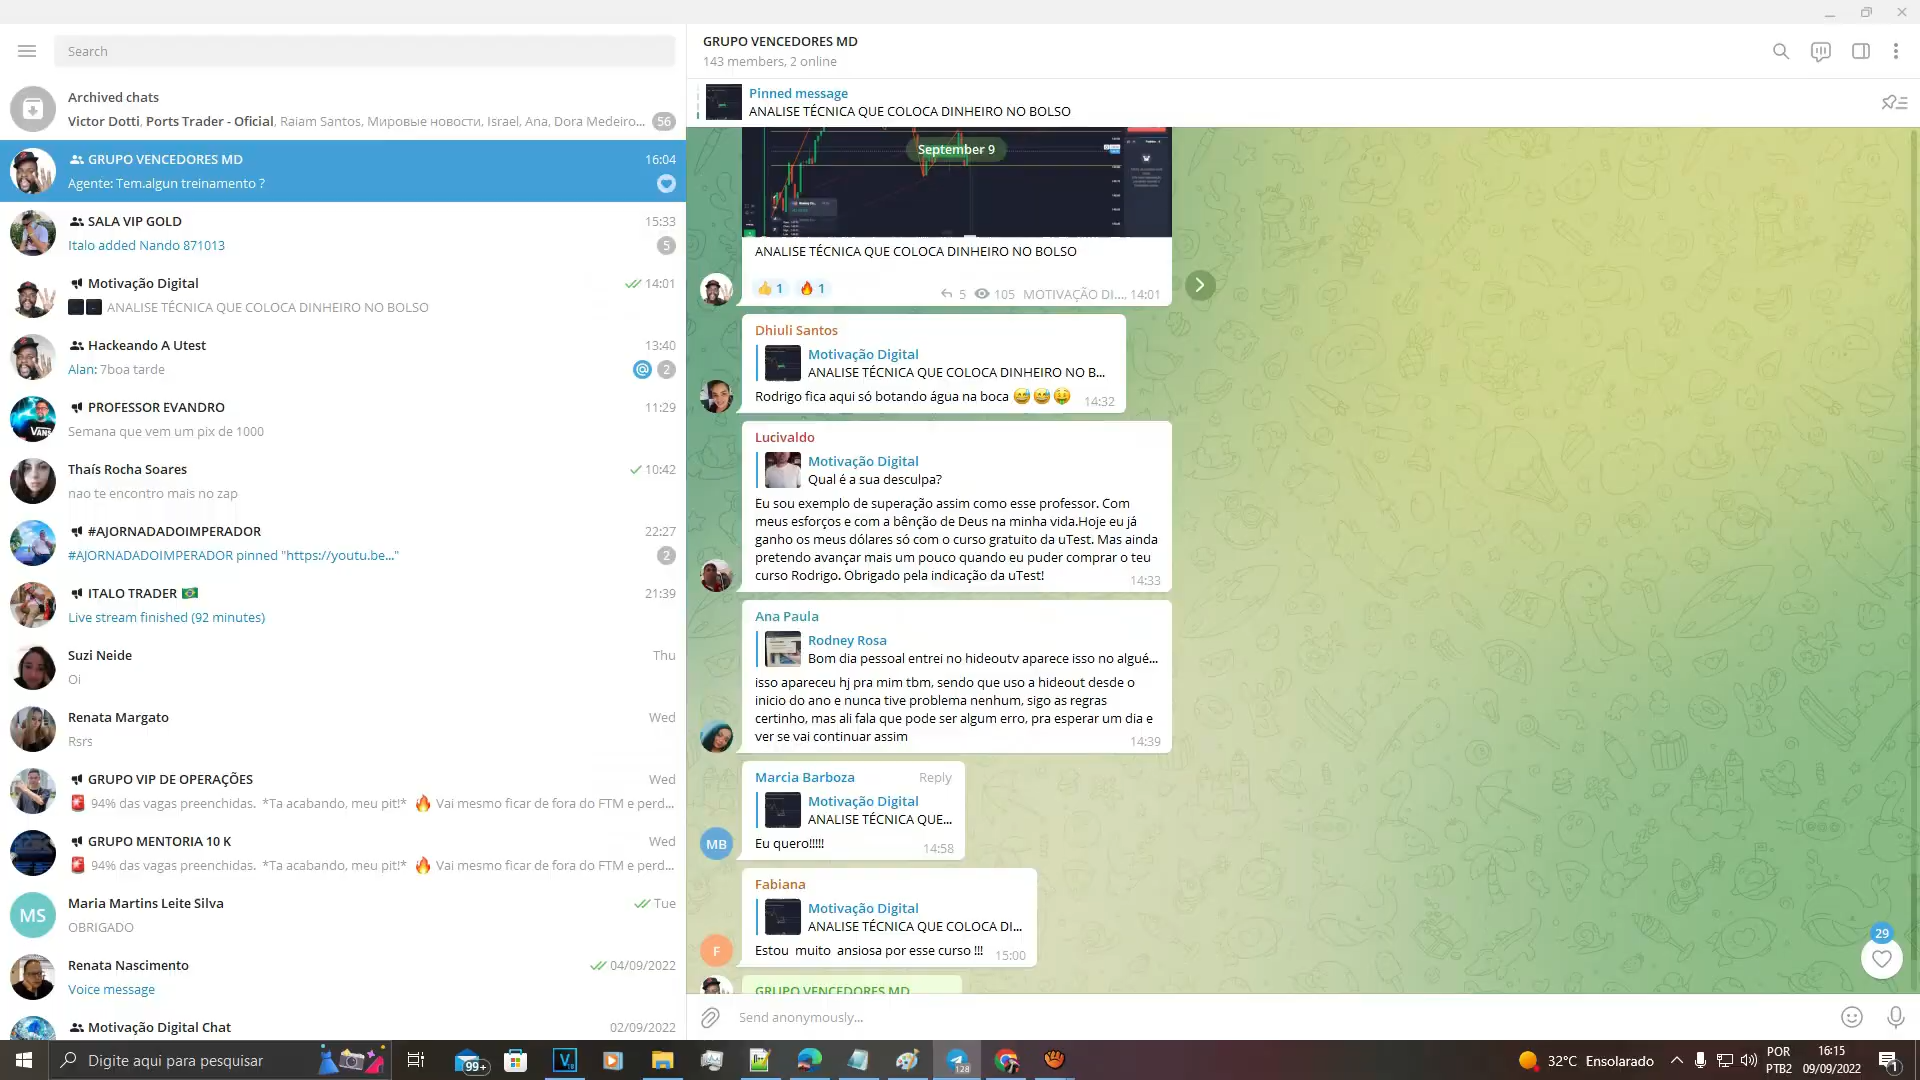 Search
Archived chats
Victor Dotti, Ports Trader - Oficial, Raiam Santos, Мировые новости, Israel, Ana, Dora Medeiro... 56
GRUPO VENCEDORES MD 16:04
Agente: Tem.algun treinamento ?
SALA VIP GOLD 15:33
Italo added Nando 871013 5
Motivação Digital 14:01
ANALISE TÉCNICA QUE COLOCA DINHEIRO NO BOLSO
Hackeando A Utest 13:40
Alan: 7boa tarde @ 2
PROFESSOR EVANDRO 11:29
Semana que vem um pix de 1000
Thaís Rocha Soares 10:42
nao te encontro mais no zap
#AJORNADADOIMPERADOR 22:27
#AJORNADADOIMPERADOR pinned "https://youtu.be..." 2
ITALO TRADER 🇧🇷 21:39
Live stream finished (92 minutes)
Suzi Neide Thu
Oi
Renata Margato Wed
Rsrs
GRUPO VIP DE OPERAÇÕES Wed
🚨 94% das vagas preenchidas. *Ta acabando, meu pit!* 🔥 Vai mesmo ficar de fora do FTM e perd...
GRUPO MENTORIA 10 K Wed
🚨 94% das vagas preenchidas. *Ta acabando, meu pit!* 🔥 Vai mesmo ficar de fora do FTM e perd...
MS
Maria Martins Leite Silva Tue
OBRIGADO
Renata Nascimento 04/09/2022
Voice message
Motivação Digital Chat 02/09/2022
GRUPO VENCEDORES MD
143 members, 2 online
Pinned message
ANALISE TÉCNICA QUE COLOCA DINHEIRO NO BOLSO
September 9
ANALISE TÉCNICA QUE COLOCA DINHEIRO NO BOLSO
👍 1 🔥 1 5 105 MOTIVAÇÃO DI.... 14:01
Dhiuli Santos
Motivação Digital
ANALISE TÉCNICA QUE COLOCA DINHEIRO NO B...
Rodrigo fica aqui só botando água na boca 😅😅🤑 14:32
Lucivaldo
Motivação Digital
Qual é a sua desculpa?
Eu sou exemplo de superação assim como esse professor. Com
meus esforços e com a bênção de Deus na minha vida.Hoje eu já
ganho os meus dólares só com o curso gratuito da uTest. Mas ainda
pretendo avançar mais um pouco quando eu puder comprar o teu
curso Rodrigo. Obrigado pela indicação da uTest! 14:33
Ana Paula
Rodney Rosa
Bom dia pessoal entrei no hideoutv aparece isso no algué...
isso apareceu hj pra mim tbm, sendo que uso a hideout desde o
inicio do ano e nunca tive problema nenhum, sigo as regras
certinho, mas ali fala que pode ser algum erro, pra esperar um dia e
ver se vai continuar assim 14:39
Marcia Barboza Reply
Motivação Digital
ANALISE TÉCNICA QUE...
MB
Eu quero!!!!! 14:58
Fabiana
Motivação Digital
ANALISE TÉCNICA QUE COLOCA DI...
F
Estou muito ansiosa por esse curso !!! 15:00
29
GRUPO VENCEDORES MD
Send anonymously...
Digite aqui para pesquisar
99+
128
32°C Ensolarado
POR
PTB2
16:15
09/09/2022
1